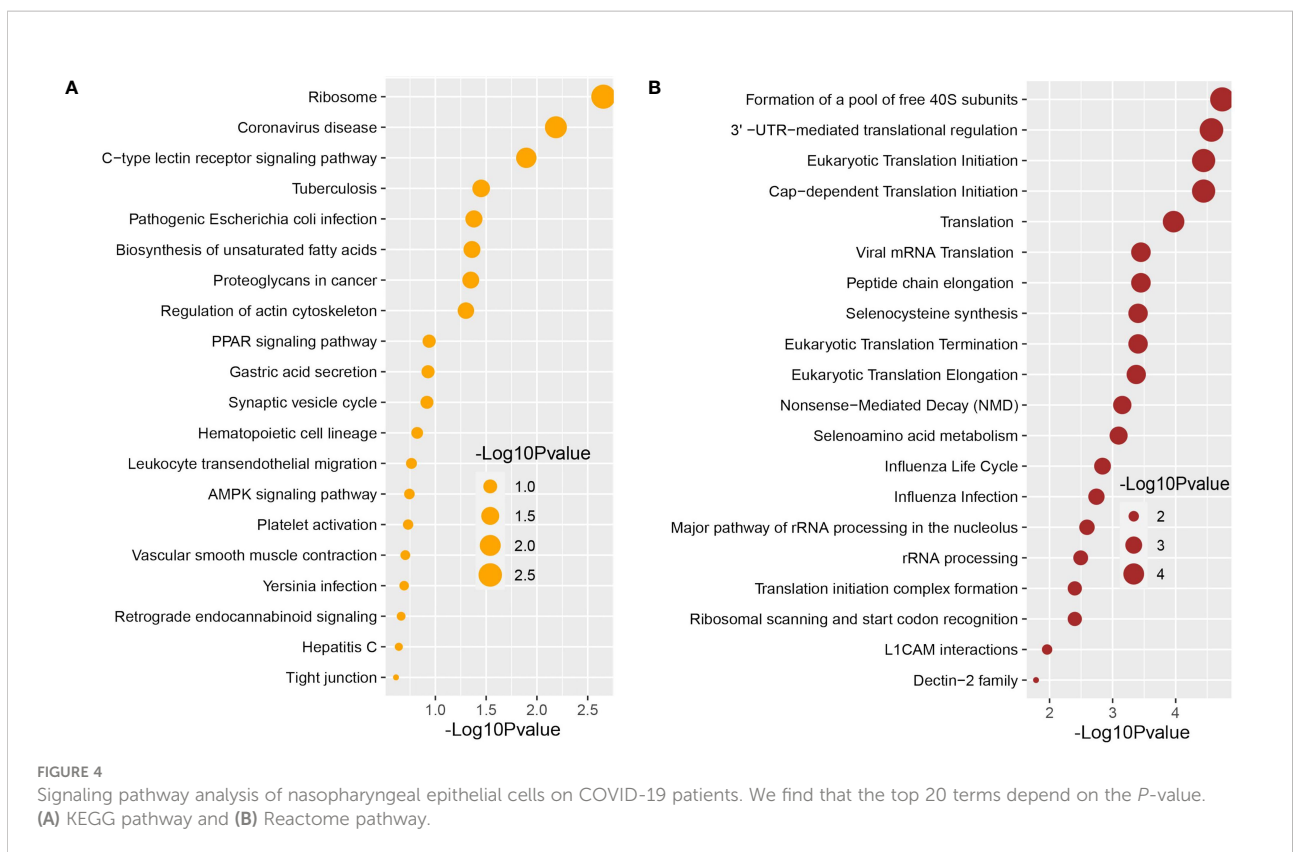 A
Ribosome
Coronavirus disease
C−type lectin receptor signaling pathway
Tuberculosis
Pathogenic Escherichia coli infection
Biosynthesis of unsaturated fatty acids
Proteoglycans in cancer
Regulation of actin cytoskeleton
PPAR signaling pathway
Gastric acid secretion
Synaptic vesicle cycle
Hematopoietic cell lineage
Leukocyte transendothelial migration
AMPK signaling pathway
Platelet activation
Vascular smooth muscle contraction
Yersinia infection
Retrograde endocannabinoid signaling
Hepatitis C
Tight junction
-Log10Pvalue
1.0
1.5
2.0
2.5
1.0 1.5 2.0 2.5
-Log10Pvalue
B
Formation of a pool of free 40S subunits
3' −UTR−mediated translational regulation
Eukaryotic Translation Initiation
Cap−dependent Translation Initiation
Translation
Viral mRNA Translation
Peptide chain elongation
Selenocysteine synthesis
Eukaryotic Translation Termination
Eukaryotic Translation Elongation
Nonsense−Mediated Decay (NMD)
Selenoamino acid metabolism
Influenza Life Cycle
Influenza Infection
Major pathway of rRNA processing in the nucleolus
rRNA processing
Translation initiation complex formation
Ribosomal scanning and start codon recognition
L1CAM interactions
Dectin−2 family
-Log10Pvalue
2
3
4
2 3 4
-Log10Pvalue
FIGURE 4
Signaling pathway analysis of nasopharyngeal epithelial cells on COVID-19 patients. We find that the top 20 terms depend on the P-value.
(A) KEGG pathway and (B) Reactome pathway.